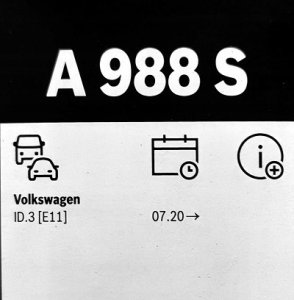 A 988 S
Volkswagen
ID.3 [E11] 07.20→